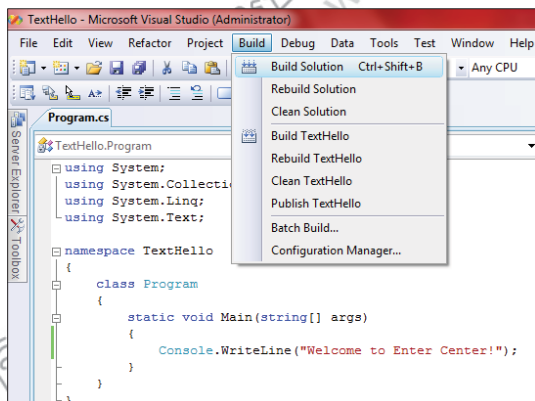 TextHello - Microsoft Visual Studio (Administrator)
File Edit View Refactor Project Build Debug Data Tools Test Window Help
Build Solution Ctrl+Shift+B
Any CPU
Rebuild Solution
Clean Solution
Build TextHello
Rebuild TextHello
Clean TextHello
Publish TextHello
Batch Build...
Configuration Manager...
Program.cs
TextHello.Program
Server Explorer
Toolbox
using System;
using System.Collecti
using System.Linq;
using System.Text;
namespace TextHello
{
class Program
{
static void Main(string[] args)
{
Console.WriteLine("Welcome to Enter Center!");
}
}
}